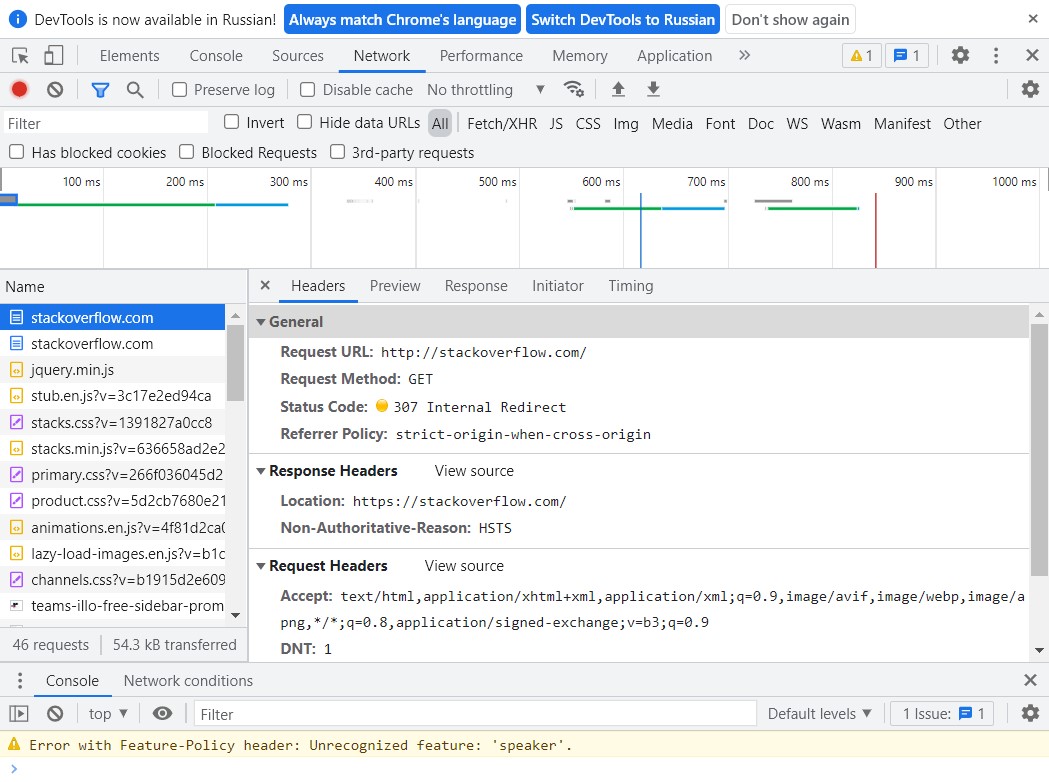 DevTools is now available in Russian! Always match Chrome's language Switch DevTools to Russian Don't show again
Elements Console Sources Network Performance Memory Application 1 1
Preserve log Disable cache No throttling
Filter Invert Hide data URLs All Fetch/XHR JS CSS Img Media Font Doc WS Wasm Manifest Other
Has blocked cookies Blocked Requests 3rd-party requests
100 ms 200 ms 300 ms 400 ms 500 ms 600 ms 700 ms 800 ms 900 ms 1000 ms
Name
stackoverflow.com
stackoverflow.com
jquery.min.js
stub.en.js?v=3c17e2ed94ca
stacks.css?v=1391827a0cc8
stacks.min.js?v=636658ad2e2
primary.css?v=266f036045d2
product.css?v=5d2cb7680e21
animations.en.js?v=4f81d2ca0
lazy-load-images.en.js?v=b1c
channels.css?v=b1915d2e609
teams-illo-free-sidebar-prom
46 requests 54.3 kB transferred
Headers Preview Response Initiator Timing
General
Request URL: http://stackoverflow.com/
Request Method: GET
Status Code: 307 Internal Redirect
Referrer Policy: strict-origin-when-cross-origin
Response Headers View source
Location: https://stackoverflow.com/
Non-Authoritative-Reason: HSTS
Request Headers View source
Accept: text/html,application/xhtml+xml,application/xml;q=0.9,image/avif,image/webp,image/a
png,*/*;q=0.8,application/signed-exchange;v=b3;q=0.9
DNT: 1
Console Network conditions
top Filter Default levels 1 Issue: 1
Error with Feature-Policy header: Unrecognized feature: 'speaker'.